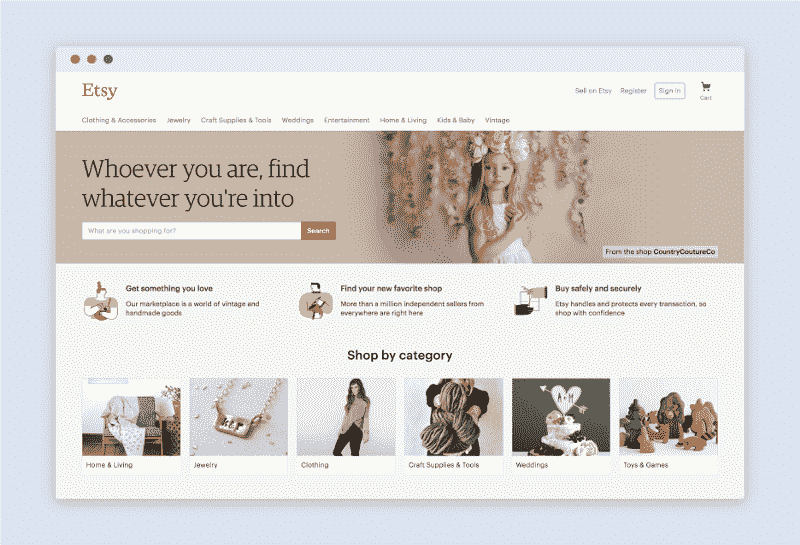 Etsy
Sell on Etsy Register Sign in Cart
Clothing & Accessories Jewelry Craft Supplies & Tools Weddings Entertainment Home & Living Kids & Baby Vintage
Whoever you are, find
whatever you're into
What are you shopping for? Search
From the shop CountryCoutureCo
Get something you love
Our marketplace is a world of vintage and
handmade goods
Find your new favorite shop
More than a million independent sellers from
everywhere are right here
Buy safely and securely
Etsy handles and protects every transaction, so
shop with confidence
Shop by category
Home & Living
Jewelry
Clothing
Craft Supplies & Tools
Weddings
Toys & Games